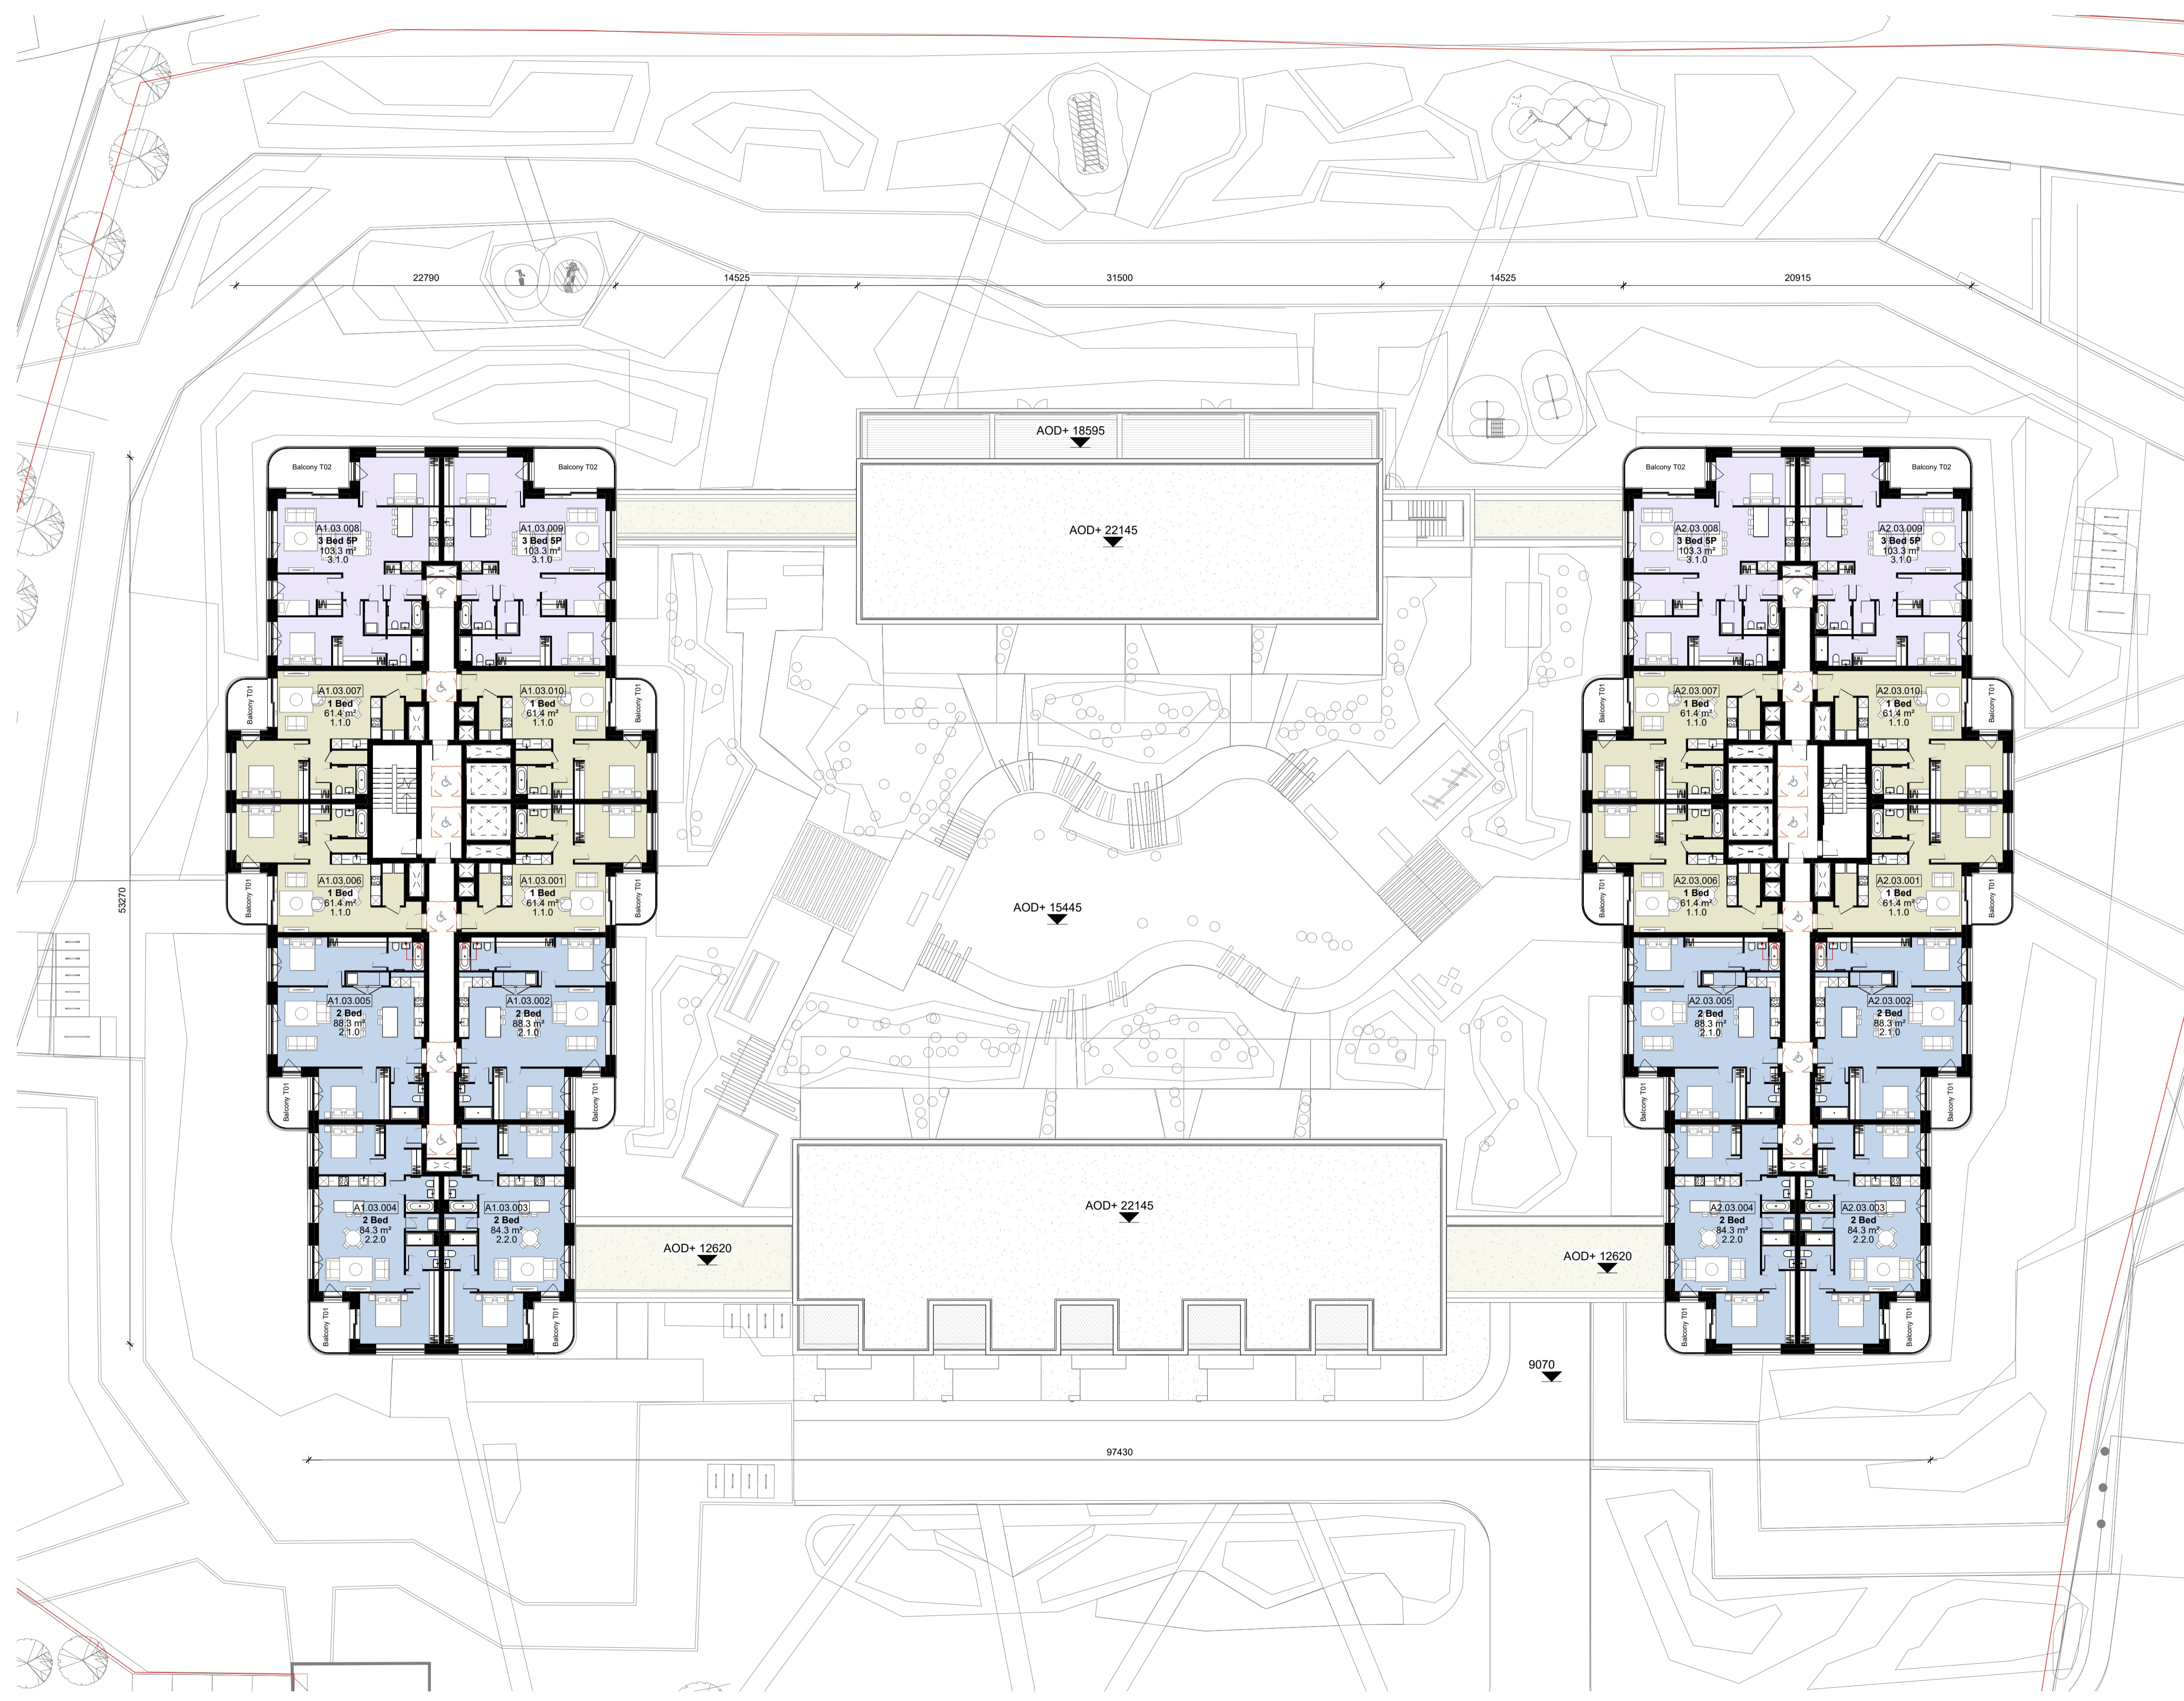 22790
14525
31500
14525
20915
AOD+ 18595
Balcony T02
Balcony T02
Balcony T02
Balcony T02
A1.03.008
3 Bed 5P
103.3 m²
3.1.0
A1.03.009
3 Bed 5P
103.3 m²
3.1.0
AOD+ 22145
A2.03.008
3 Bed 5P
103.3 m²
3.1.0
A2.03.009
3 Bed 5P
103.3 m²
3.1.0
Balcony T01
A1.03.007
1 Bed
61.4 m²
1.1.0
A1.03.010
1 Bed
61.4 m²
1.1.0
Balcony T01
Balcony T01
A2.03.007
1 Bed
61.4 m²
1.1.0
A2.03.010
1 Bed
61.4 m²
1.1.0
Balcony T01
53270
Balcony T01
A1.03.006
1 Bed
61.4 m²
1.1.0
A1.03.001
1 Bed
61.4 m²
1.1.0
Balcony T01
AOD+ 15445
Balcony T01
A2.03.006
1 Bed
61.4 m²
1.1.0
A2.03.001
1 Bed
61.4 m²
1.1.0
Balcony T01
A1.03.005
2 Bed
88.3 m²
2.1.0
A1.03.002
2 Bed
88.3 m²
2.1.0
A2.03.005
2 Bed
88.3 m²
2.1.0
A2.03.002
2 Bed
88.3 m²
2.1.0
Balcony T01
Balcony T01
Balcony T01
Balcony T01
A1.03.004
2 Bed
84.3 m²
2.2.0
A1.03.003
2 Bed
84.3 m²
2.2.0
AOD+ 22145
A2.03.004
2 Bed
84.3 m²
2.2.0
A2.03.003
2 Bed
84.3 m²
2.2.0
AOD+ 12620
AOD+ 12620
Balcony T01
Balcony T01
Balcony T01
Balcony T01
9070
97430